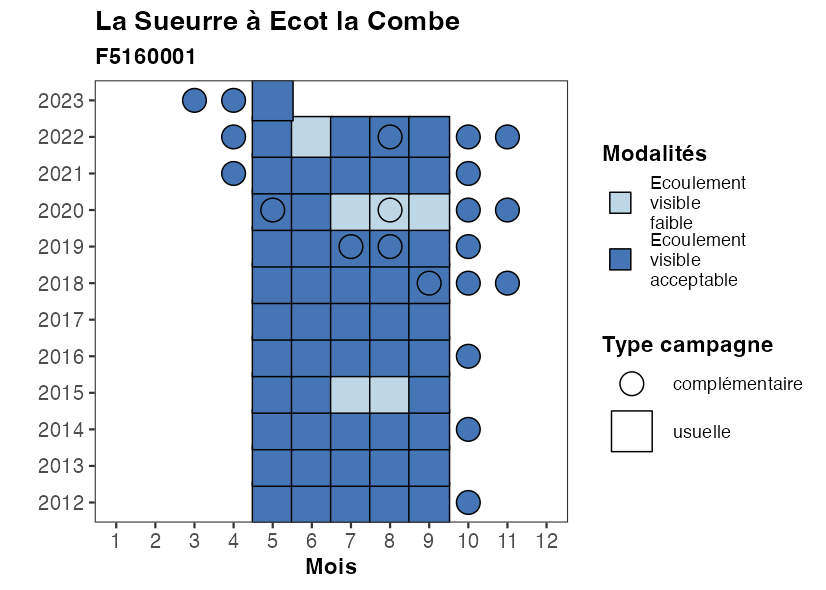 La Sueurre à Ecot la Combe
F5160001
2023
2022
2021
2020
2019
2018
2017
2016
2015
2014
2013
2012
1 2 3 4 5 6 7 8 9 10 11 12
Mois
Modalités
Ecoulement
visible
faible
Ecoulement
visible
acceptable
Type campagne
complémentaire
usuelle